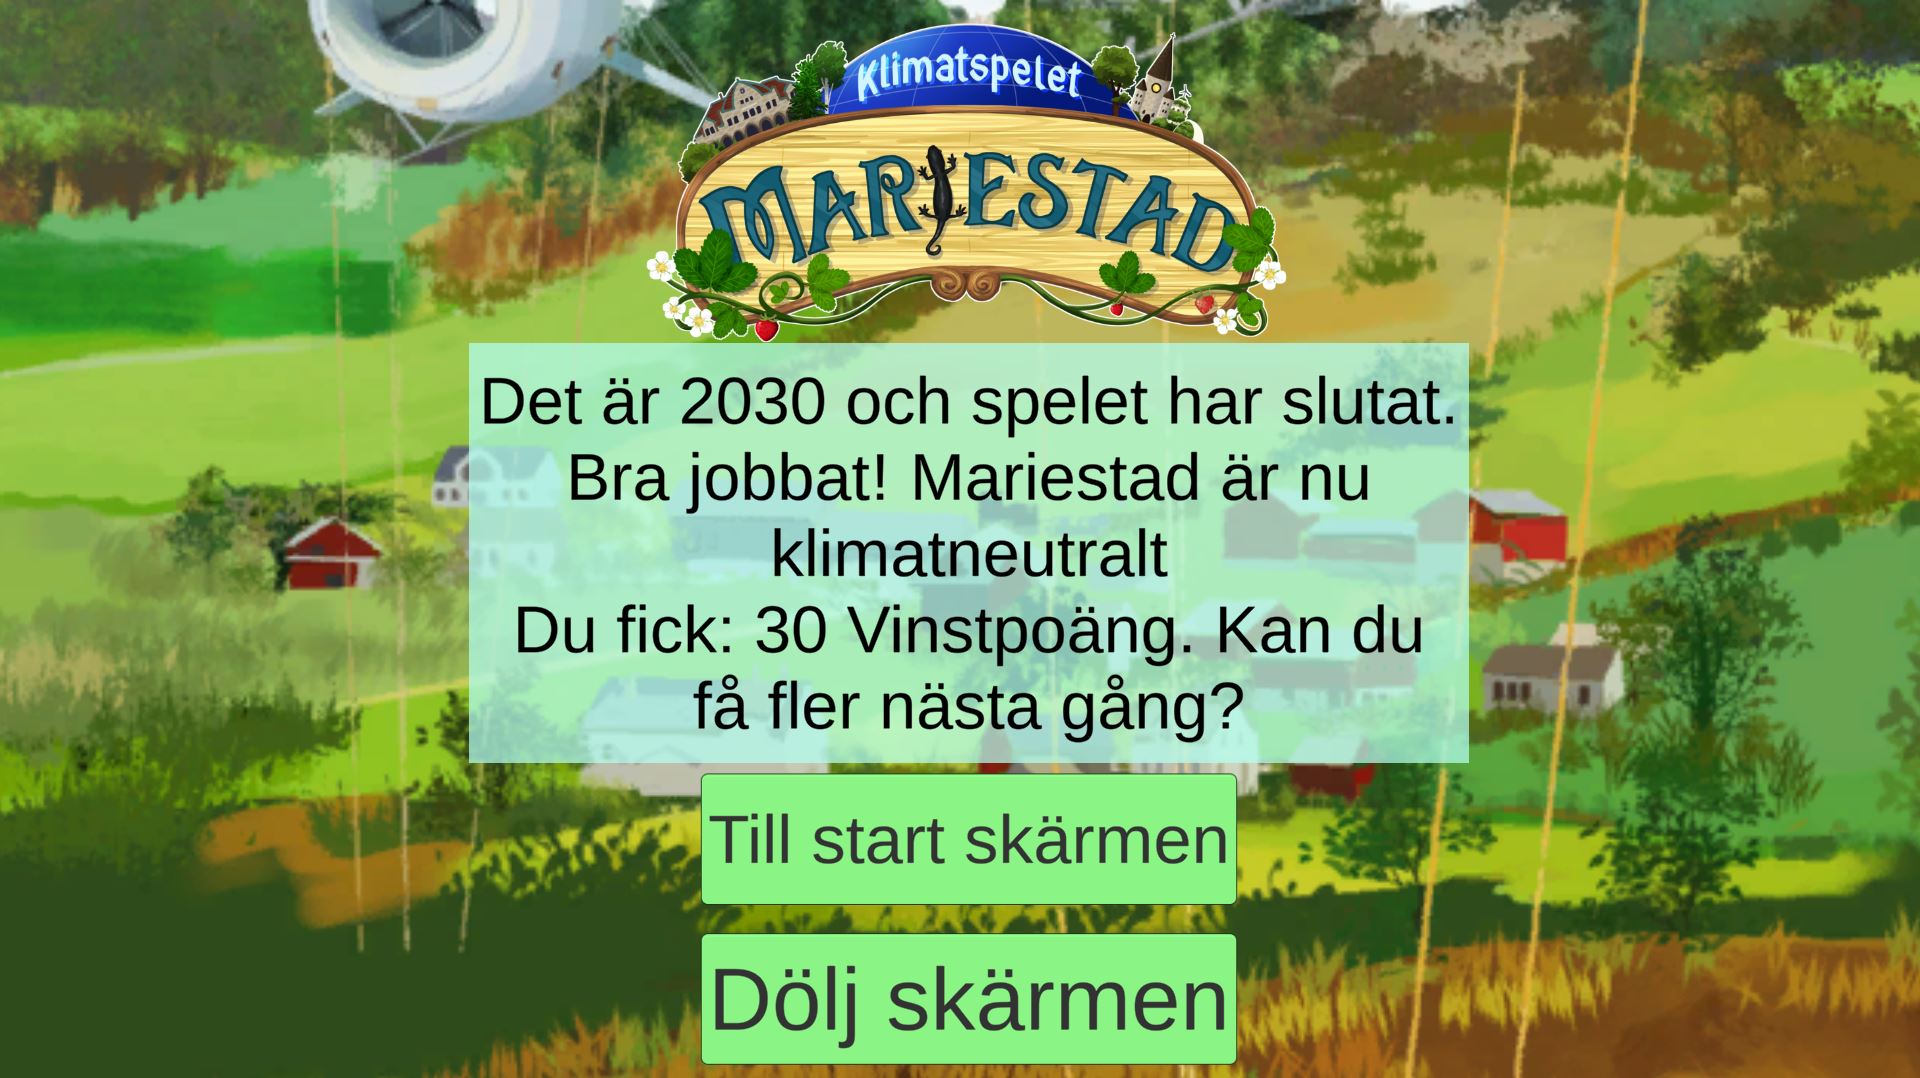 Klimatspelet
MARIESTAD
Det är 2030 och spelet har slutat.
Bra jobbat! Mariestad är nu
klimatneutralt
Du fick: 30 Vinstpoäng. Kan du
få fler nästa gång?
Till start skärmen
Dölj skärmen